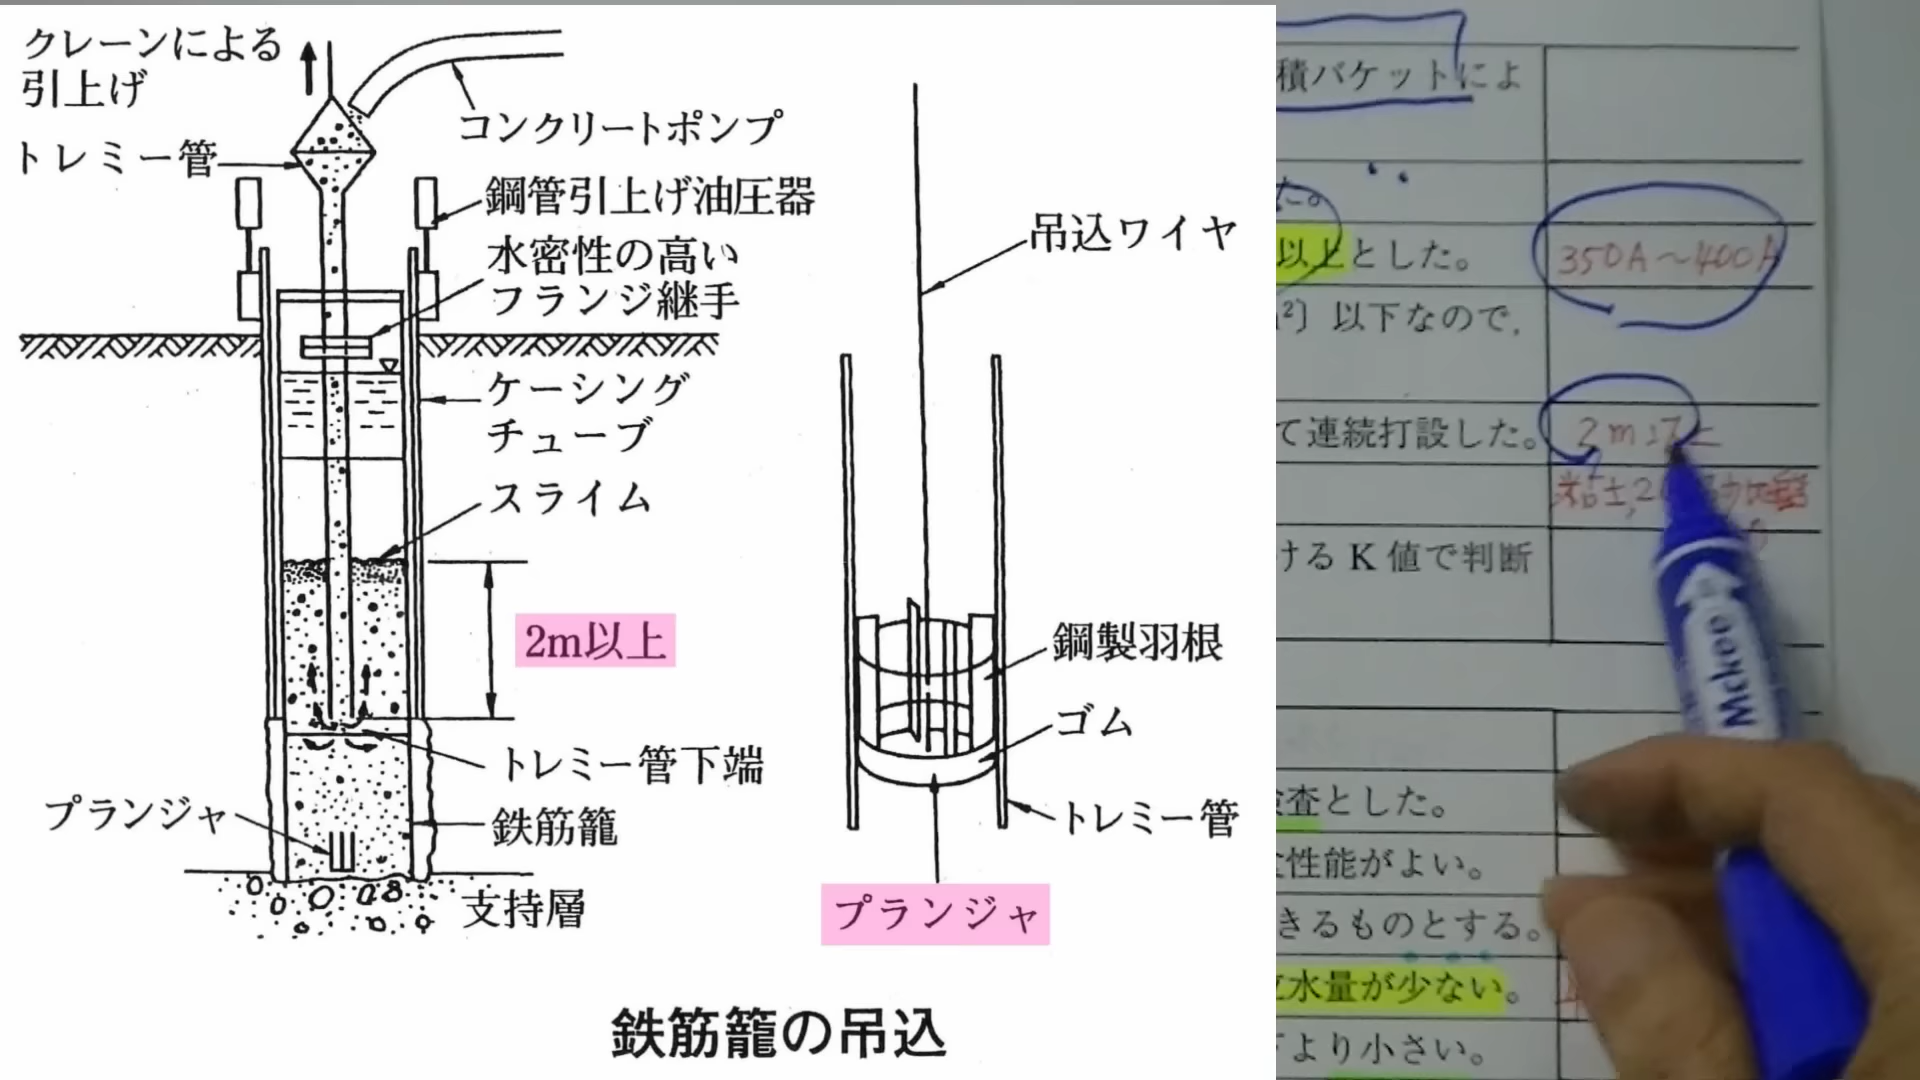 クレーンによる
引上げ
トレミー管
コンクリートポンプ
鋼管引上げ油圧器
水密性の高い
フランジ継手
ケーシング
チューブ
スライム
2m以上
トレミー管下端
プランジャ
鉄筋籠
支持層
吊込ワイヤ
鋼製羽根
ゴム
トレミー管
プランジャ
鉄筋籠の吊込
積バケットによ
た。
以上とした。
350A～400A
²〕以下なので,
て連続打設した。
2m以上
粘土,2
けるK値で判断
査とした。
性能がよい。
きるものとする。
水量が少ない。
より小さい。
Mckee